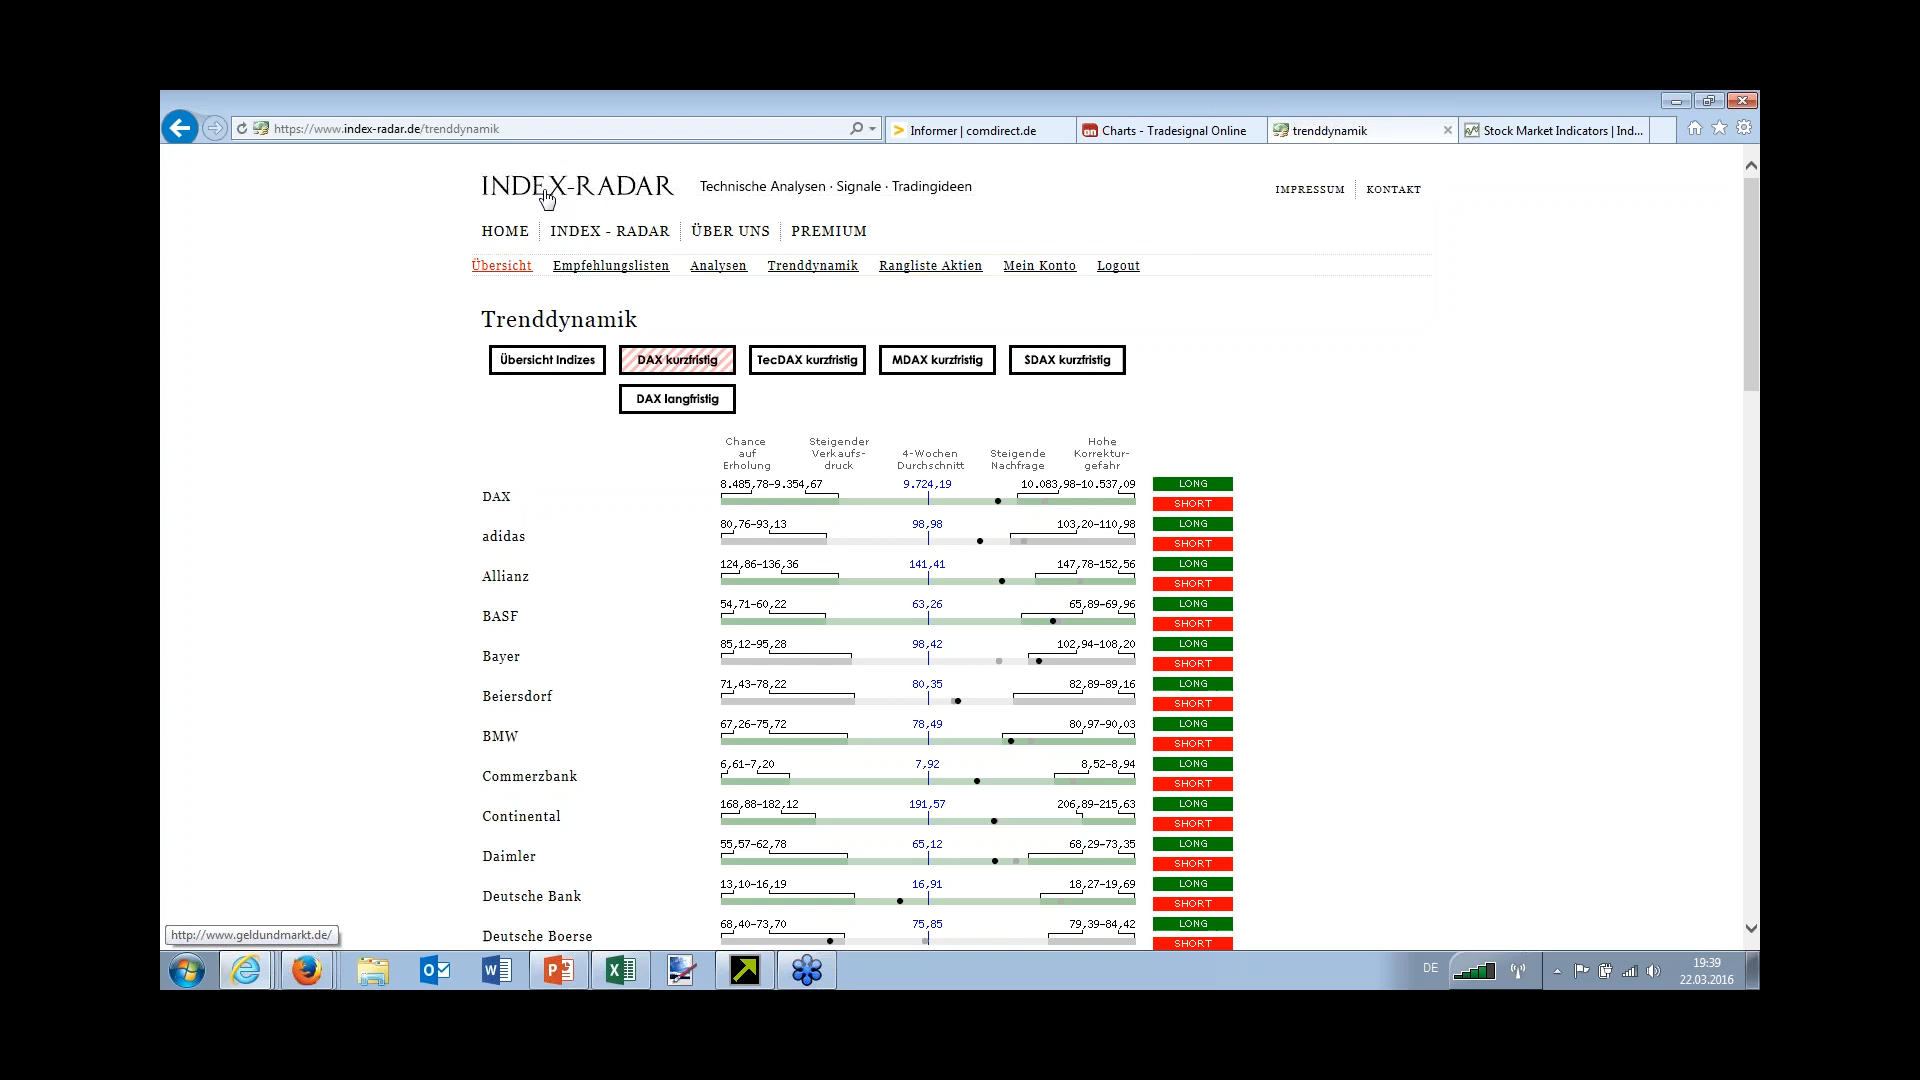 https://www.index-radar.de/trenddynamik
Informer | comdirect.de
Charts - Tradesignal Online
trenddynamik
Stock Market Indicators | Ind...
INDEX-RADAR
Technische Analysen · Signale · Tradingideen
IMPRESSUM
KONTAKT
HOME
INDEX - RADAR
ÜBER UNS
PREMIUM
Übersicht
Empfehlungslisten
Analysen
Trenddynamik
Rangliste Aktien
Mein Konto
Logout
Trenddynamik
Übersicht Indizes
DAX kurzfristig
TecDAX kurzfristig
MDAX kurzfristig
SDAX kurzfristig
DAX langfristig
Chance
auf
Erholung
Steigender
Verkaufs-
druck
4-Wochen
Durchschnitt
Steigende
Nachfrage
Hohe
Korrektur-
gefahr
DAX
8.485,78-9.354,67
9.724,19
10.083,98-10.537,09
LONG
SHORT
adidas
80,76-93,13
98,98
103,20-110,98
LONG
SHORT
Allianz
124,86-136,36
141,41
147,78-152,56
LONG
SHORT
BASF
54,71-60,22
63,26
65,89-69,96
LONG
SHORT
Bayer
85,12-95,28
98,42
102,94-108,20
LONG
SHORT
Beiersdorf
71,43-78,22
80,35
82,89-89,16
LONG
SHORT
BMW
67,26-75,72
78,49
80,97-90,03
LONG
SHORT
Commerzbank
6,61-7,20
7,92
8,52-8,94
LONG
SHORT
Continental
168,88-182,12
191,57
206,89-215,63
LONG
SHORT
Daimler
55,57-62,78
65,12
68,29-73,35
LONG
SHORT
Deutsche Bank
13,10-16,19
16,91
18,27-19,69
LONG
SHORT
Deutsche Boerse
68,40-73,70
75,85
79,39-84,42
LONG
SHORT
http://www.geldundmarkt.de/
DE
19:39
22.03.2016